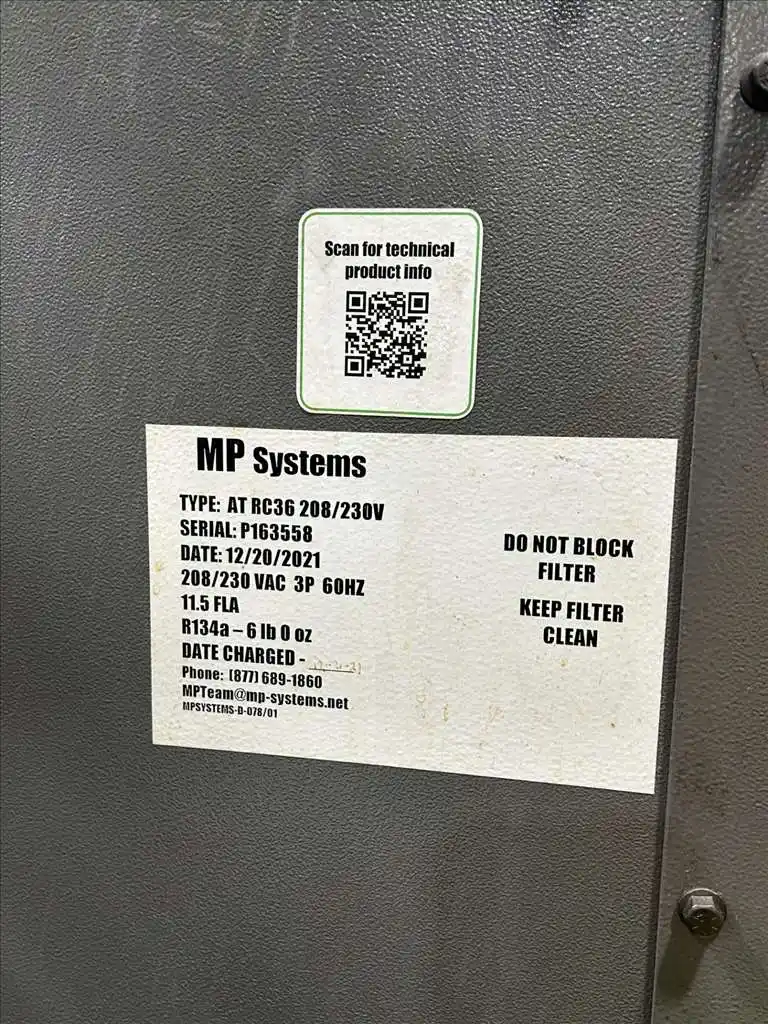 Scan for technical
product info
MP Systems
TYPE: AT RC36 208/230V
SERIAL: P163558
DATE: 12/20/2021
208/230 VAC 3P 60HZ
11.5 FLA
R134a – 6 lb 0 oz
DATE CHARGED -
Phone: (877) 689-1860
MPTeam@mp-systems.net
MPSYSTEMS-D-078/01
DO NOT BLOCK
FILTER
KEEP FILTER
CLEAN